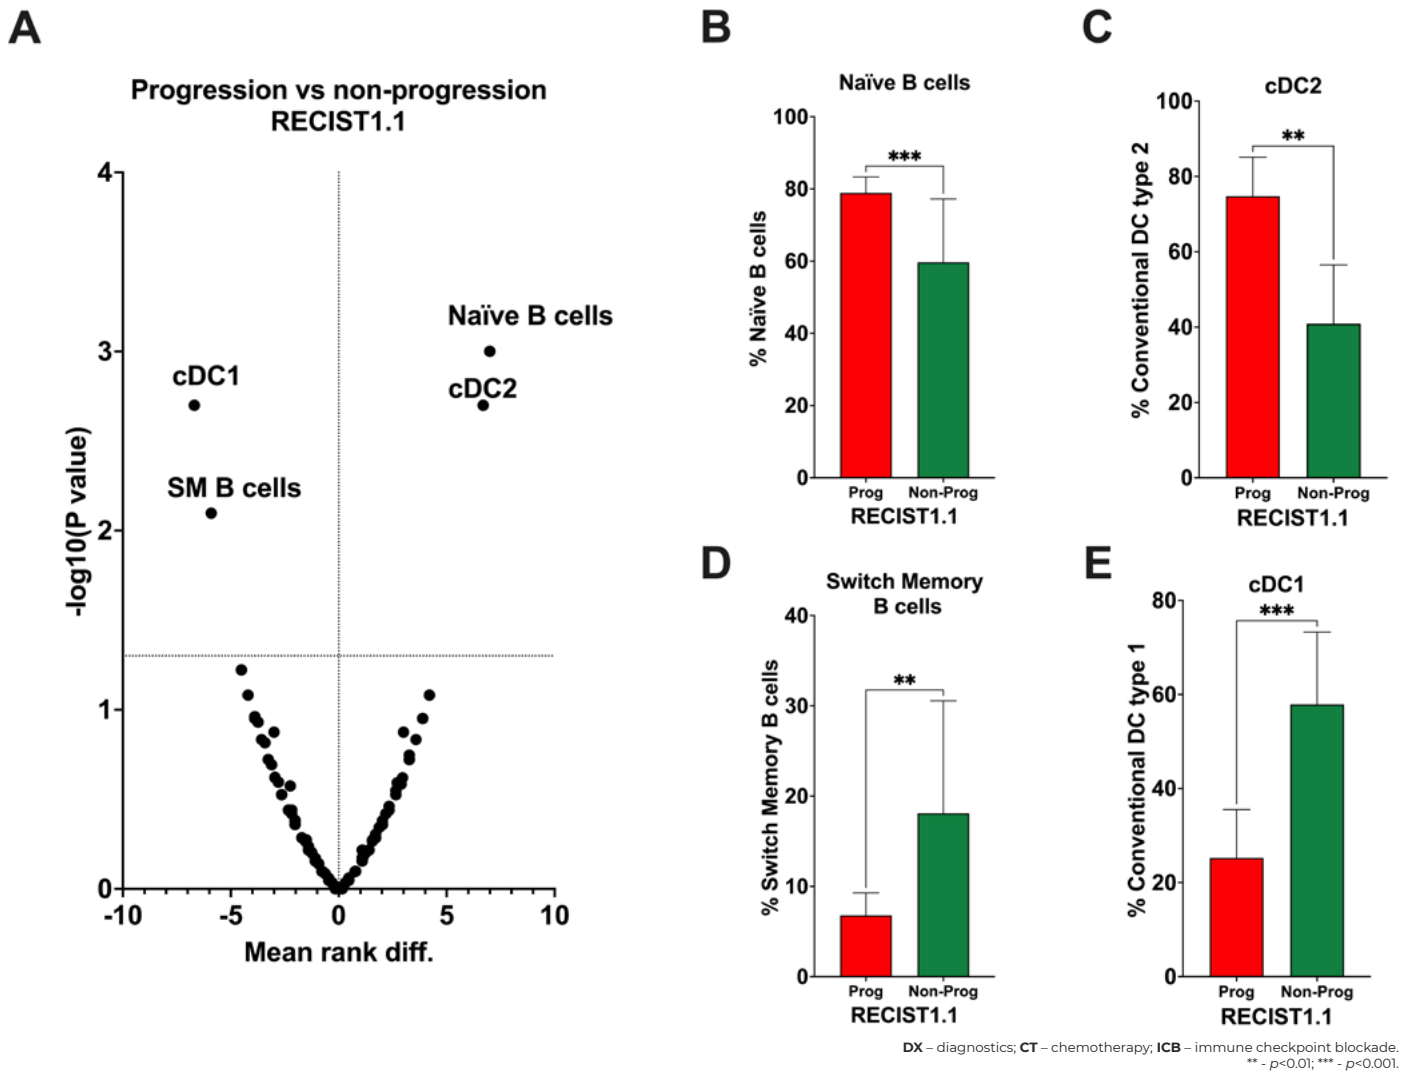 A
Progression vs non-progression
RECIST1.1
-log10(P value)
4
3
2
1
0
Naïve B cells
cDC1
cDC2
SM B cells
-10
-5
0
5
10
Mean rank diff.
B
Naïve B cells
% Naïve B cells
100
80
60
40
20
0
***
Prog
Non-Prog
RECIST1.1
C
cDC2
% Conventional DC type 2
100
80
60
40
20
0
**
Prog
Non-Prog
RECIST1.1
D
Switch Memory
B cells
% Switch Memory B cells
40
30
20
10
0
**
Prog
Non-Prog
RECIST1.1
E
cDC1
% Conventional DC type 1
80
60
40
20
0
***
Prog
Non-Prog
RECIST1.1
DX – diagnostics; CT – chemotherapy; ICB – immune checkpoint blockade.
** - p<0.01; *** - p<0.001.